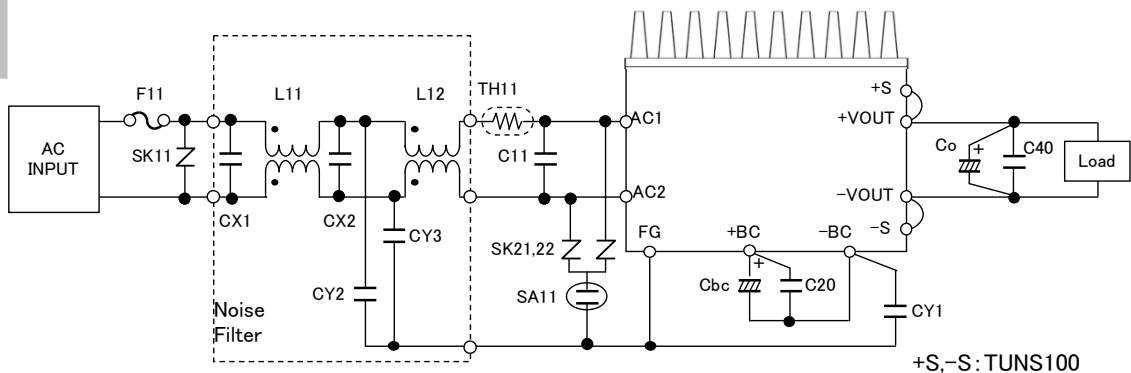 F11
L11
L12
TH11
+S
AC1
+VOUT
AC
INPUT
SK11
C11
Co
+
C40
Load
AC2
-VOUT
CX1
CX2
CY3
SK21,22
FG
+BC
-BC
-S
CY2
SA11
Cbc
+
C20
CY1
Noise
Filter
+S,-S:TUNS100